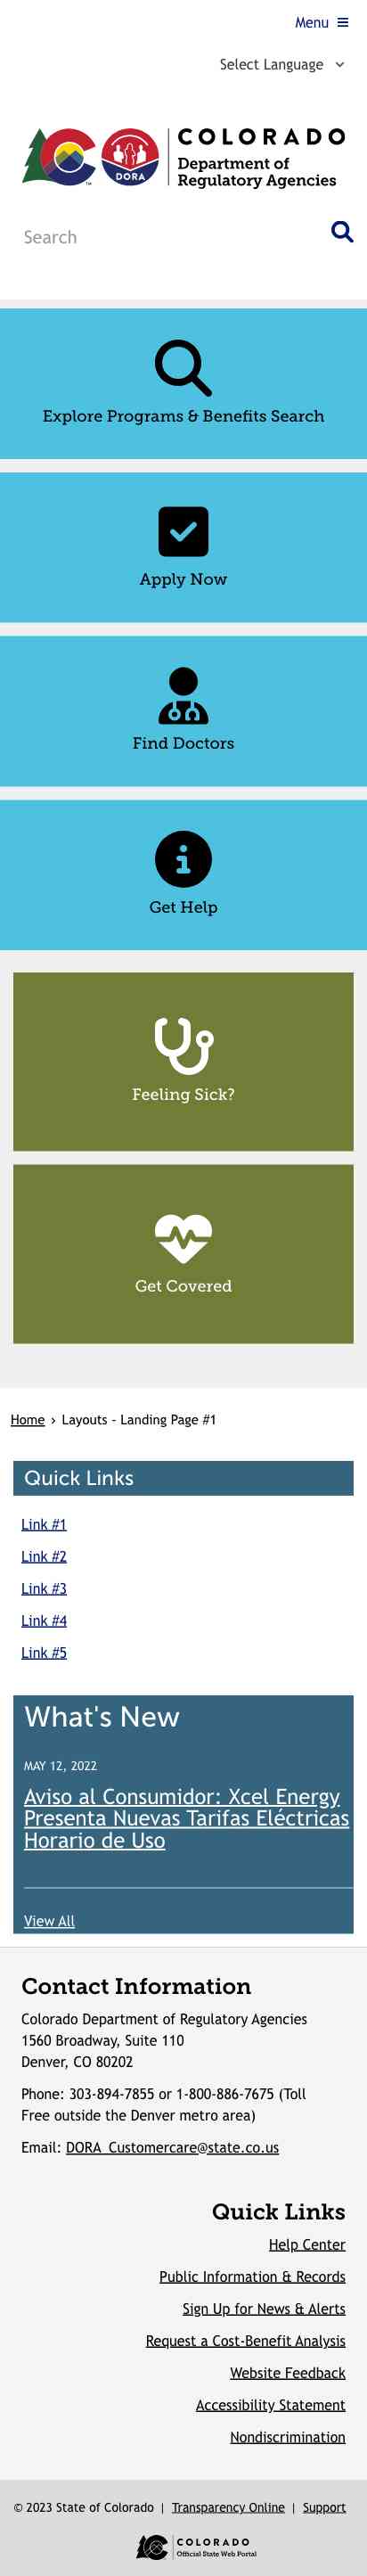 Menu
Select Language
COLORADO
Department of
Regulatory Agencies
DORA
TM
Search
Explore Programs & Benefits Search
Apply Now
Find Doctors
Get Help
Feeling Sick?
Get Covered
Home › Layouts - Landing Page #1
Quick Links
Link #1
Link #2
Link #3
Link #4
Link #5
What's New
MAY 12, 2022
Aviso al Consumidor: Xcel Energy
Presenta Nuevas Tarifas Eléctricas
Horario de Uso
View All
Contact Information
Colorado Department of Regulatory Agencies
1560 Broadway, Suite 110
Denver, CO 80202
Phone: 303-894-7855 or 1-800-886-7675 (Toll
Free outside the Denver metro area)
Email: DORA_Customercare@state.co.us
Quick Links
Help Center
Public Information & Records
Sign Up for News & Alerts
Request a Cost-Benefit Analysis
Website Feedback
Accessibility Statement
Nondiscrimination
© 2023 State of Colorado | Transparency Online | Support
COLORADO
Official State Web Portal